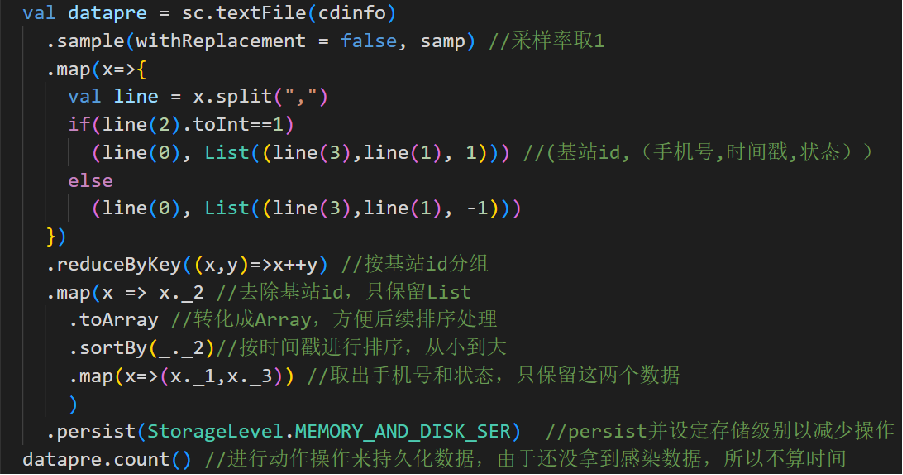 val datapre = sc.textFile(cdinfo)
.sample(withReplacement = false, samp) //采样率取1
.map(x=>{
val line = x.split(",")
if(line(2).toInt==1)
(line(0), List((line(3),line(1), 1))) //(基站id,（手机号,时间戳,状态））
else
(line(0), List((line(3),line(1), -1)))
})
.reduceByKey((x,y)=>x++y) //按基站id分组
.map(x => x._2 //去除基站id，只保留List
.toArray //转化成Array，方便后续排序处理
.sortBy(_._2)//按时间戳进行排序，从小到大
.map(x=>(x._1,x._3)) //取出手机号和状态，只保留这两个数据
)
.persist(StorageLevel.MEMORY_AND_DISK_SER)  //persist并设定存储级别以减少操作
datapre.count() //进行动作操作来持久化数据，由于还没拿到感染数据，所以不算时间